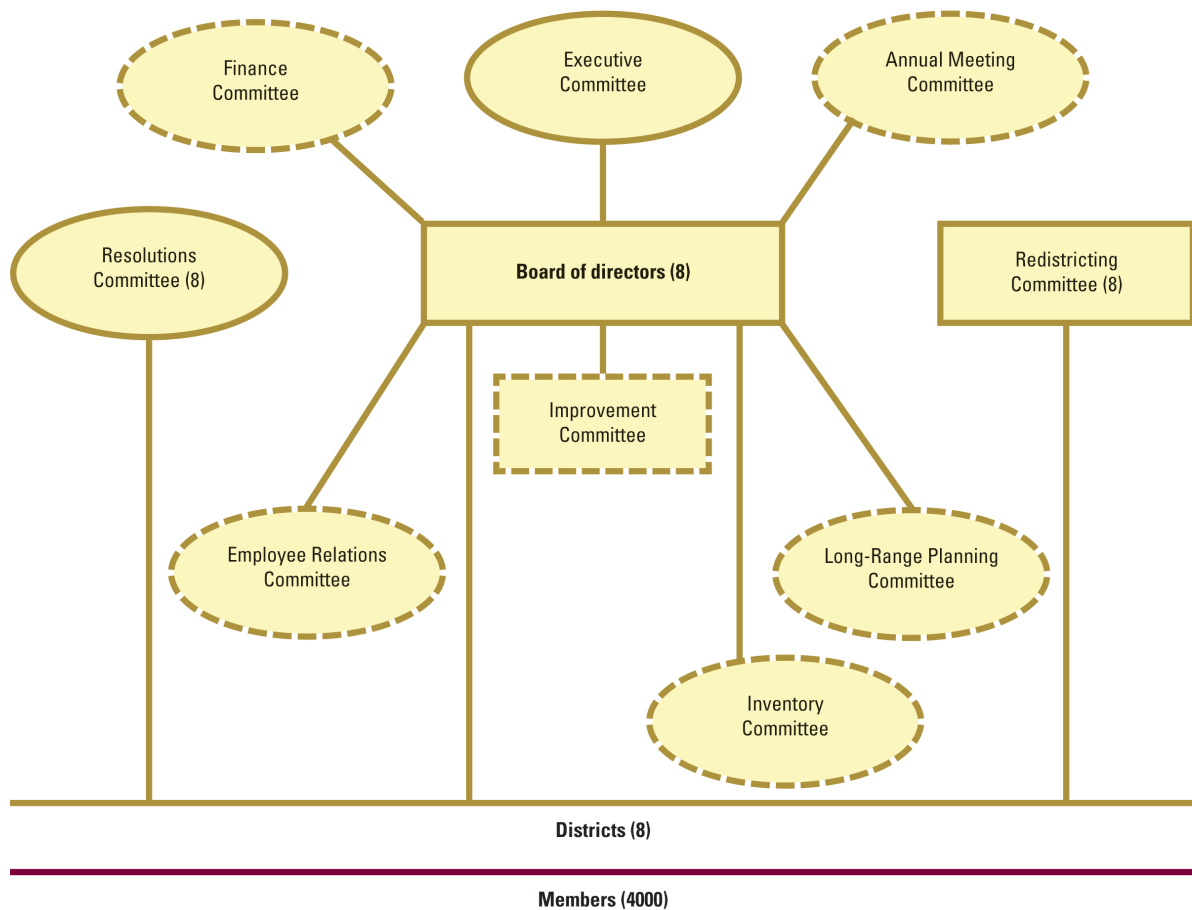 Finance
Committee
Executive
Committee
Annual Meeting
Committee
Resolutions
Committee (8)
Board of directors (8)
Redistricting
Committee (8)
Improvement
Committee
Employee Relations
Committee
Long-Range Planning
Committee
Inventory
Committee
Districts (8)
Members (4000)